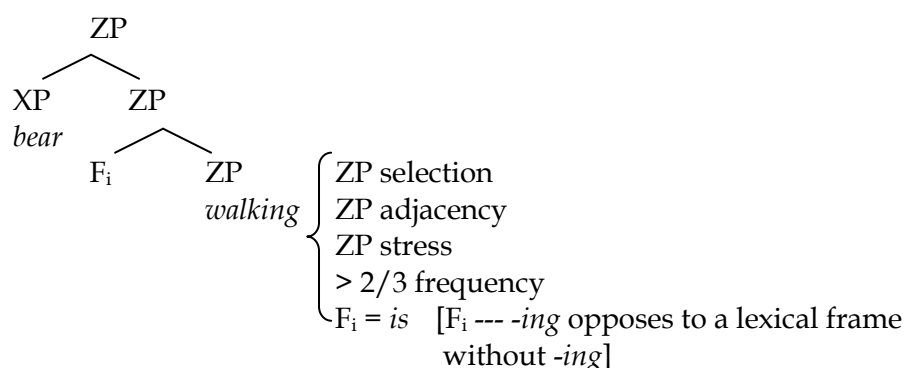 ZP
XP ZP
bear
Fi ZP ZP selection
walking ZP adjacency
ZP stress
> 2/3 frequency
Fi = is [Fi --- -ing opposes to a lexical frame
without -ing]